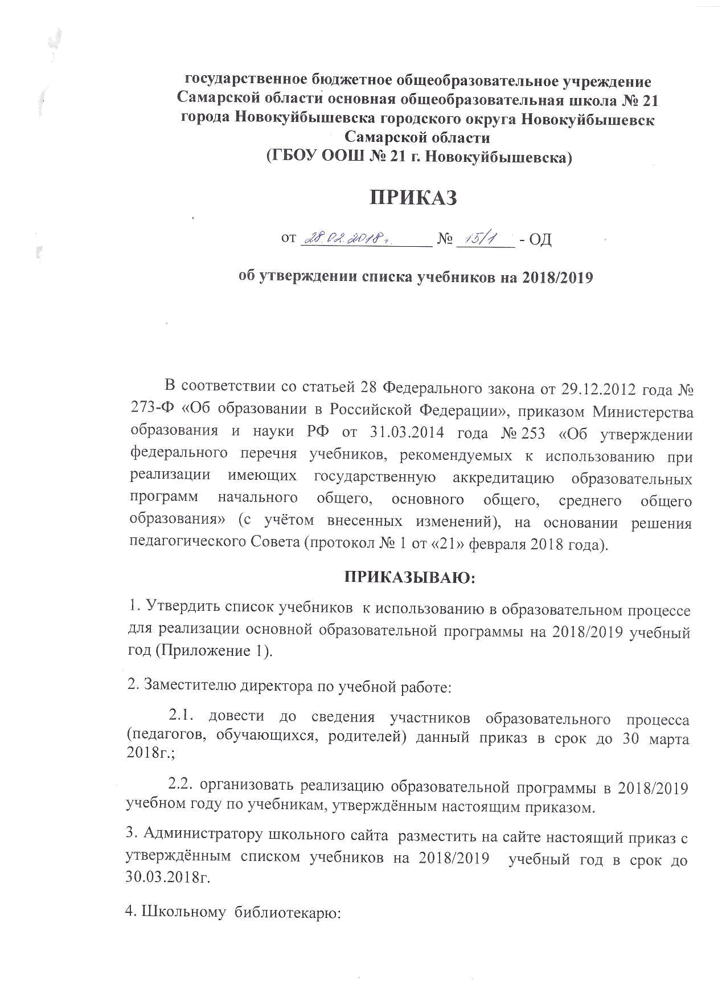 государственное бюджетное общеобразовательное учреждение
Самарской области основная общеобразовательная школа № 21
города Новокуйбышевска городского округа Новокуйбышевск
Самарской области
(ГБОУ ООШ № 21 г. Новокуйбышевска)
ПРИКАЗ
от 28.02.2018г. № 15/1 - ОД
об утверждении списка учебников на 2018/2019
В соответствии со статьей 28 Федерального закона от 29.12.2012 года №
273-Ф «Об образовании в Российской Федерации», приказом Министерства
образования и науки РФ от 31.03.2014 года № 253 «Об утверждении
федерального перечня учебников, рекомендуемых к использованию при
реализации имеющих государственную аккредитацию образовательных
программ начального общего, основного общего, среднего общего
образования» (с учётом внесенных изменений), на основании решения
педагогического Совета (протокол № 1 от «21» февраля 2018 года).
ПРИКАЗЫВАЮ:
1. Утвердить список учебников к использованию в образовательном процессе
для реализации основной образовательной программы на 2018/2019 учебный
год (Приложение 1).
2. Заместителю директора по учебной работе:
2.1. довести до сведения участников образовательного процесса
(педагогов, обучающихся, родителей) данный приказ в срок до 30 марта
2018г.;
2.2. организовать реализацию образовательной программы в 2018/2019
учебном году по учебникам, утверждённым настоящим приказом.
3. Администратору школьного сайта разместить на сайте настоящий приказ с
утверждённым списком учебников на 2018/2019 учебный год в срок до
30.03.2018г.
4. Школьному библиотекарю: